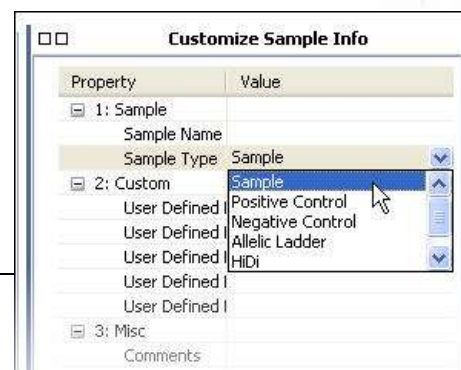 Customize Sample Info
Property Value
1: Sample
Sample Name
Sample Type Sample
2: Custom Sample
User Defined Positive Control
User Defined Negative Control
User Defined Allelic Ladder
User Defined HiDi
User Defined
3: Misc
Comments